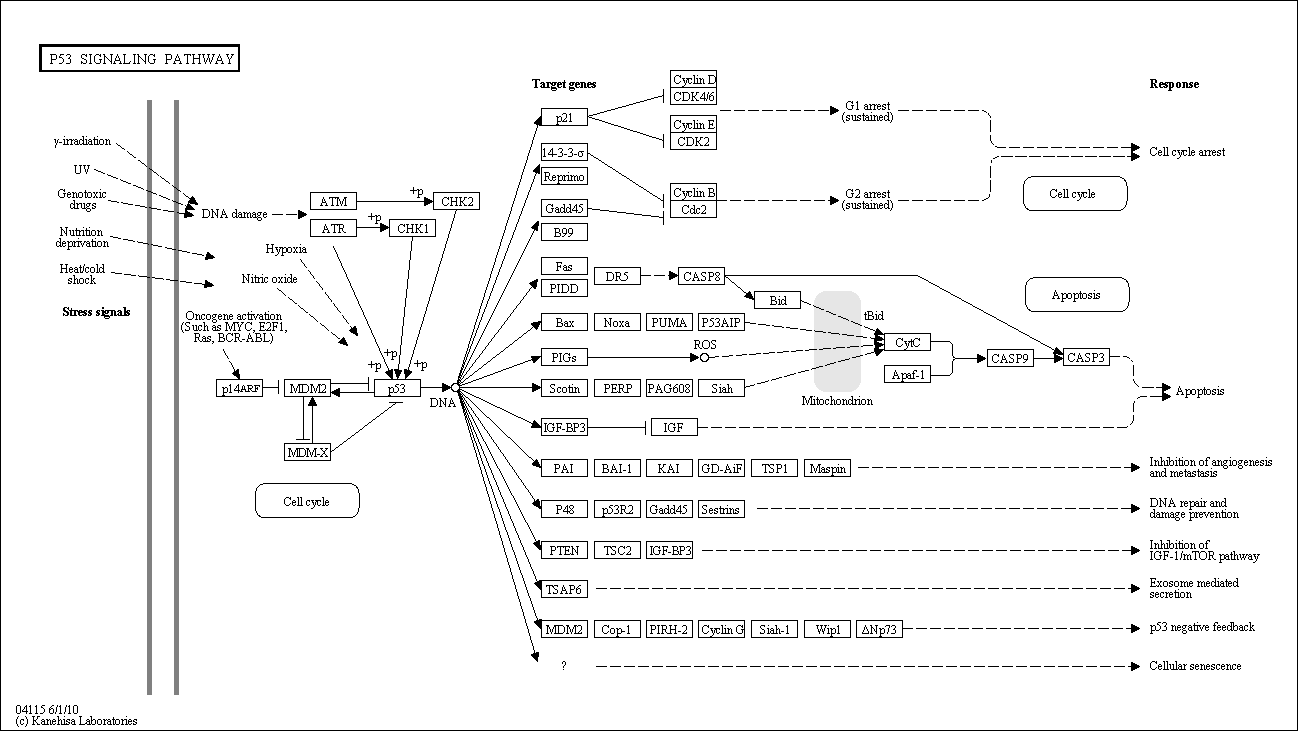 P53 SIGNALING PATHWAY
Target genes
Response
γ-irradiation
UV
Genotoxic
drugs
Nutrition
deprivation
Heat/cold
shock
Stress signals
DNA damage
ATM
+p
CHK2
ATR
+p
CHK1
Hypoxia
Nitric oxide
Oncogene activation
(Such as MYC, E2F1,
Ras, BCR-ABL)
+p
+p
+p
p14ARF
MDM2
p53
DNA
MDM-X
Cell cycle
p21
Cyclin D
CDK4/6
Cyclin E
CDK2
G1 arrest
(sustained)
14-3-3-σ
Reprimo
Gadd45
B99
Cyclin B
Cdc2
G2 arrest
(sustained)
Cell cycle arrest
Cell cycle
Fas
PIDD
DR5
CASP8
Bid
tBid
Apoptosis
Bax
Noxa
PUMA
P53AIP
PIGs
ROS
CytC
Apaf-1
CASP9
CASP3
Scotin
PERP
PAG608
Siah
Mitochondrion
Apoptosis
IGF-BP3
IGF
PAI
BAI-1
KAI
GD-AiF
TSP1
Maspin
Inhibition of angiogenesis
and metastasis
P48
p53R2
Gadd45
Sestrins
DNA repair and
damage prevention
PTEN
TSC2
IGF-BP3
Inhibition of
IGF-1/mTOR pathway
TSAP6
Exosome mediated
secretion
MDM2
Cop-1
PIRH-2
Cyclin G
Siah-1
Wip1
ΔNp73
p53 negative feedback
?
Cellular senescence
04115 6/1/10
(c) Kanehisa Laboratories